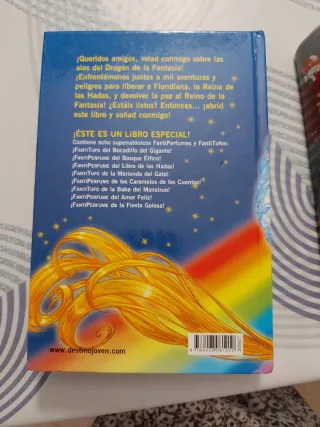 ¡Queridos amigos, volad conmigo sobre las
alas del Dragón de la Fantasía!
¡Enfrentémonos juntos a mil aventuras y
peligros para liberar a Floridiana, la Reina de
las Hadas, y devolver la paz al Reino de la
Fantasía! ¿Estáis listos? Entonces... ¡abrid
este libro y soñad conmigo!
¡ÉSTE ES UN LIBRO ESPECIAL!
Contiene ocho supermatónicos FantiPerfumes y FantiTufos:
¡FantiTufo del Bocadillo del Gigante!
¡FantiPerfume del Bosque Élfico!
¡FantiPerfume del Libro de las Hadas!
¡FantiTufo de la Merienda del Gato!
¡FantiPerfume de los Caramelos de los Cuentos!
¡FantiTufo de la Baba del Monstruo!
¡FantiPerfume del Amor Feliz!
¡FantiPerfume de la Fiesta Golosa!
www.destinojoven.com